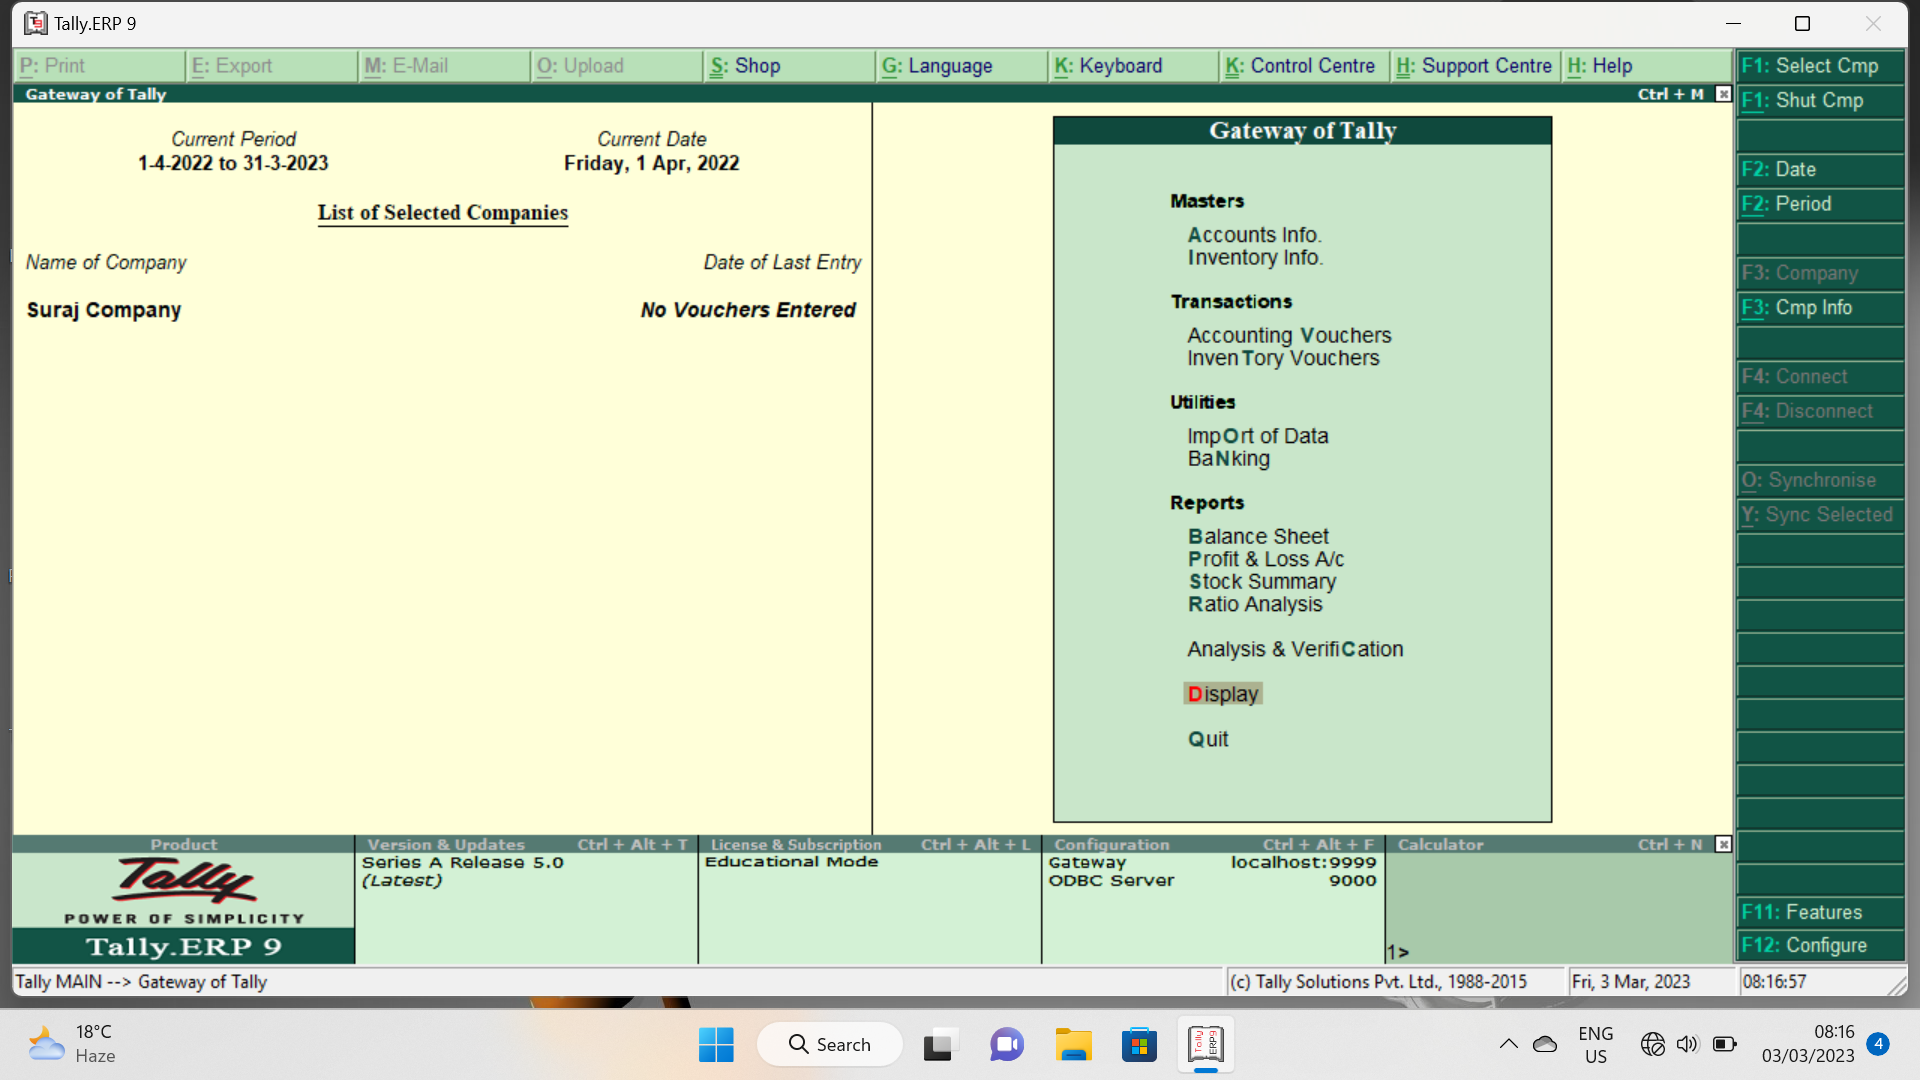 Tally.ERP 9
P: Print
E: Export
M: E-Mail
O: Upload
S: Shop
G: Language
K: Keyboard
K: Control Centre
H: Support Centre
H: Help
Gateway of Tally
Ctrl + M
Current Period
1-4-2022 to 31-3-2023
Current Date
Friday, 1 Apr, 2022
List of Selected Companies
Name of Company
Date of Last Entry
Suraj Company
No Vouchers Entered
Gateway of Tally
Masters
Accounts Info.
Inventory Info.
Transactions
Accounting Vouchers
InvenTory Vouchers
Utilities
ImpOrt of Data
BaNking
Reports
Balance Sheet
Profit & Loss A/c
Stock Summary
Ratio Analysis
Analysis & VerifiCation
Display
Quit
F1: Select Cmp
F1: Shut Cmp
F2: Date
F2: Period
F3: Company
F3: Cmp Info
F4: Connect
F4: Disconnect
O: Synchronise
Y: Sync Selected
F11: Features
F12: Configure
Product
Tally
POWER OF SIMPLICITY
Tally.ERP 9
Version & Updates
Ctrl + Alt + T
Series A Release 5.0
(Latest)
License & Subscription
Ctrl + Alt + L
Educational Mode
Configuration
Ctrl + Alt + F
Gateway
localhost:9999
ODBC Server
9000
Calculator
Ctrl + N
1>
Tally MAIN --> Gateway of Tally
(c) Tally Solutions Pvt. Ltd., 1988-2015
Fri, 3 Mar, 2023
08:16:57
18°C
Haze
Search
Tally
ERP9
ENG
US
08:16
03/03/2023
4